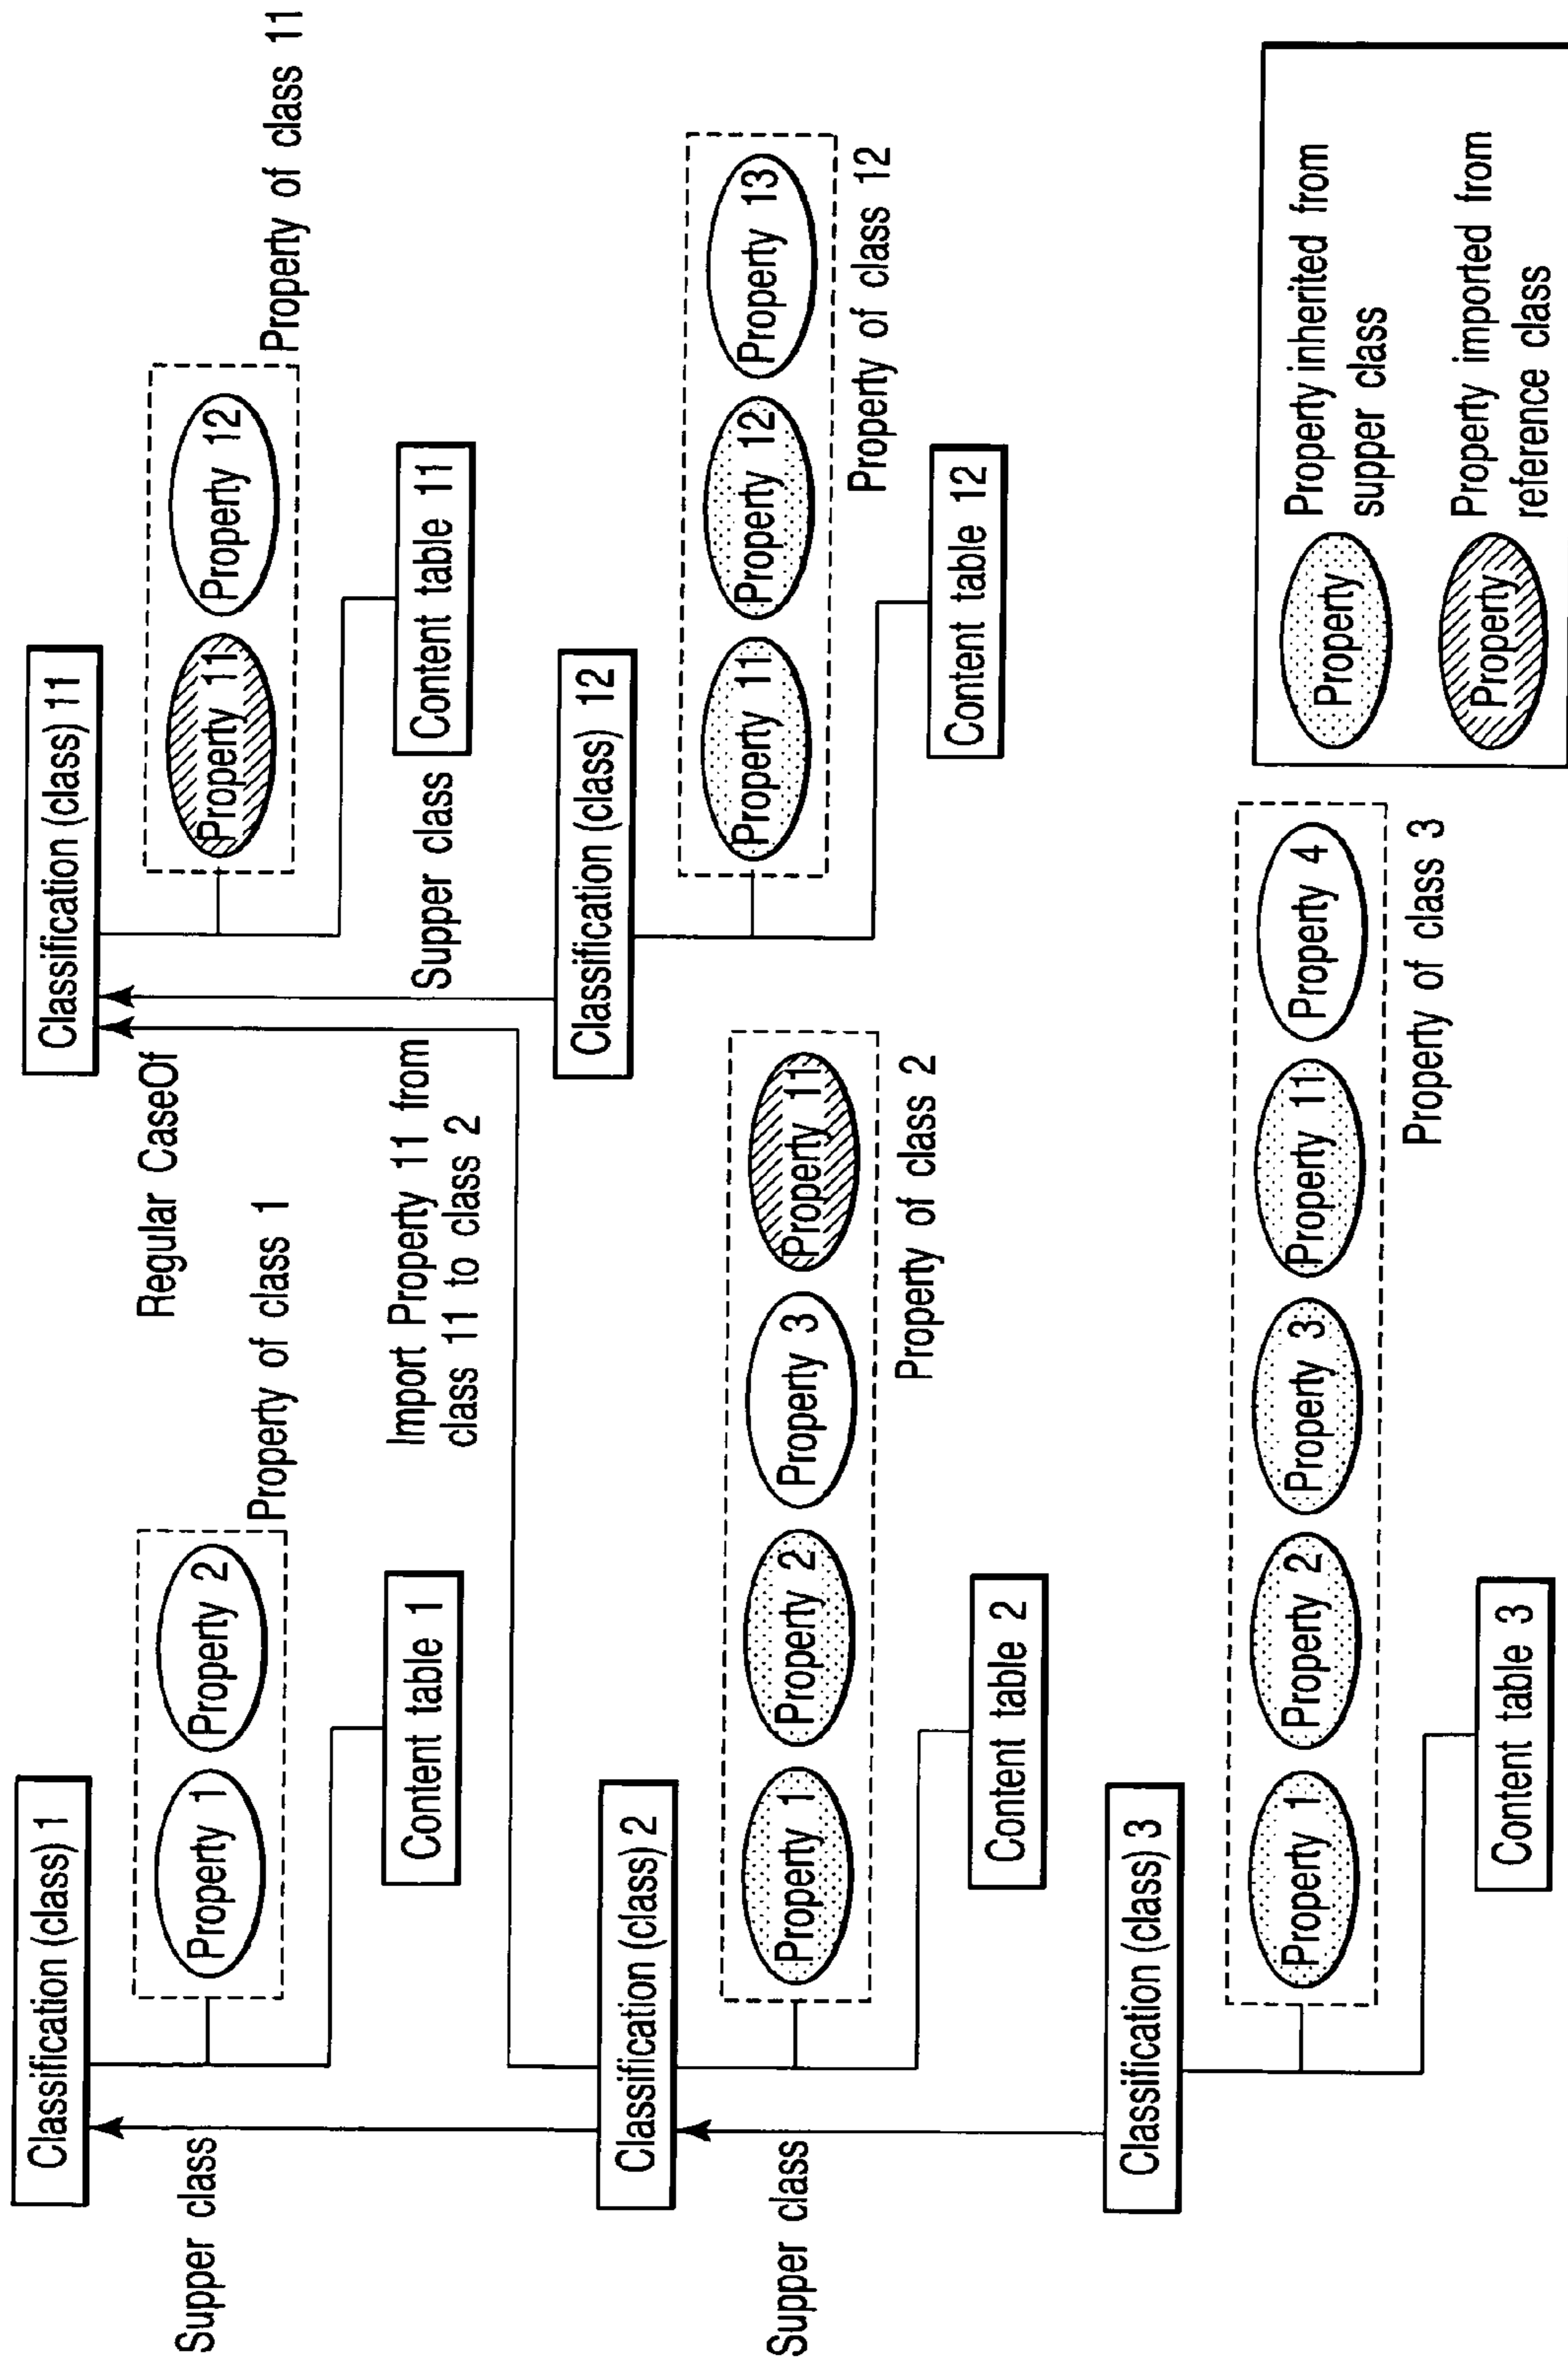 Classification (class) 1
Property 1
Property 2
Property of class 1
Content table 1
Supper class
Regular CaseOf
Import Property 11 from
class 11 to class 2
Classification (class) 11
Property 11
Property 12
Property of class 11
Content table 11
Supper class
Classification (class) 2
Property 1
Property 2
Property 3
Property 11
Property of class 2
Content table 2
Supper class
Classification (class) 12
Property 11
Property 12
Property 13
Property of class 12
Content table 12
Classification (class) 3
Property 1
Property 2
Property 3
Property 11
Property 4
Property of class 3
Content table 3
Property
Property inherited from
supper class
Property
Property imported from
reference class